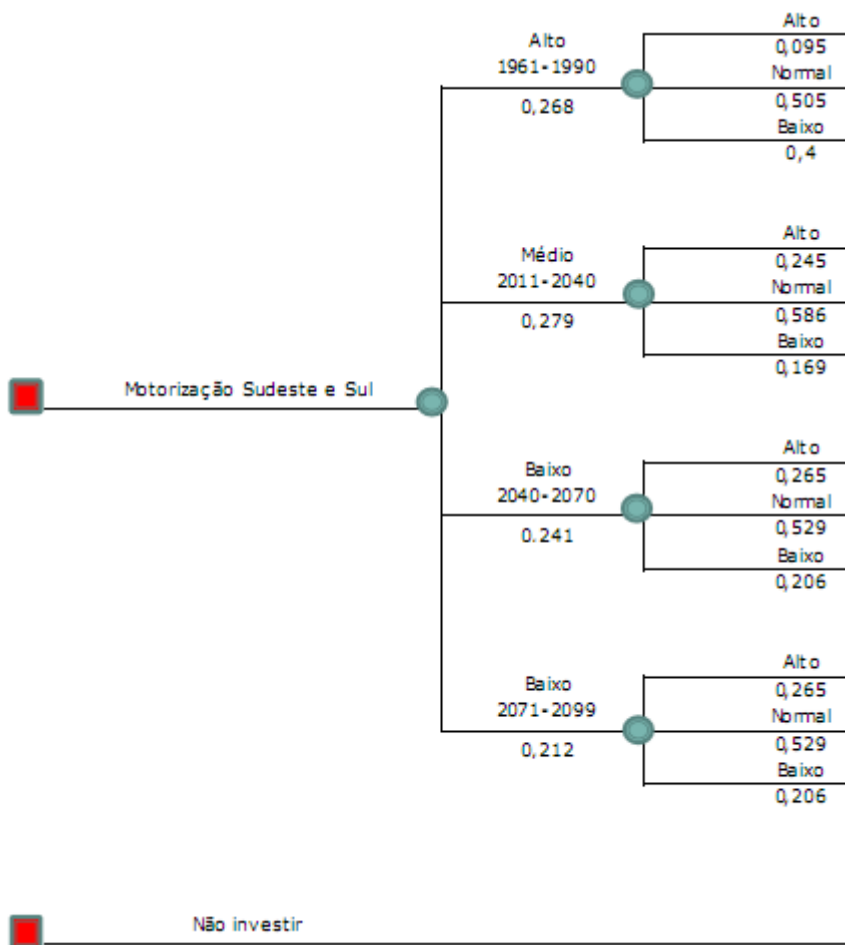 Alto
0,095
Normal
0,505
Baixo
0,4
Alto
1961-1990
0,268
Alto
0,245
Normal
0,586
Baixo
0,169
Médio
2011-2040
0,279
Motorização Sudeste e Sul
Alto
0,265
Normal
0,529
Baixo
0,206
Baixo
2040-2070
0.241
Alto
0,265
Normal
0,529
Baixo
0,206
Baixo
2071-2099
0,212
Não investir